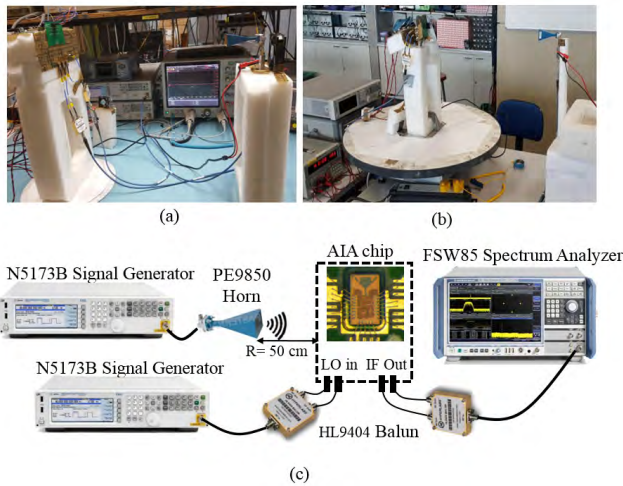 (a)
(b)
AIA chip
FSW85 Spectrum Analyzer
N5173B Signal Generator
PE9850
Horn
R= 50 cm
N5173B Signal Generator
LO in
IF Out
HL9404 Balun
(c)